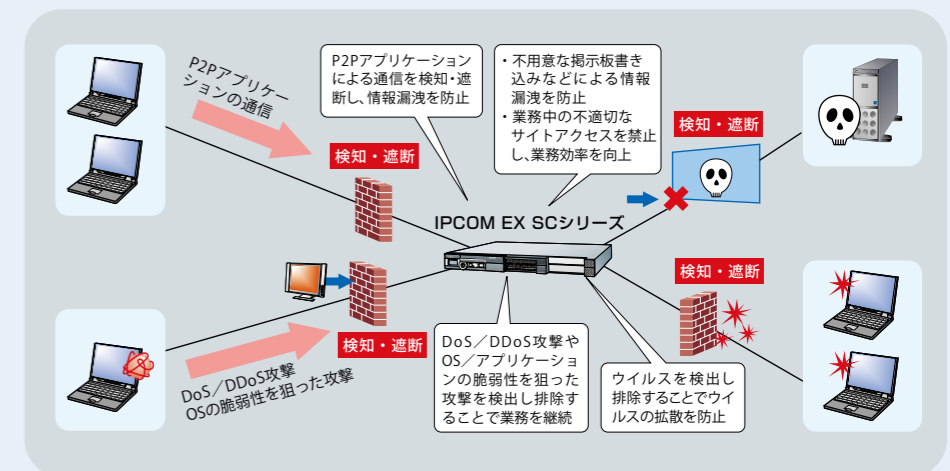 P2Pアプリケー
ションの通信
検知・遮断
P2Pアプリケーション
による通信を検知・遮
断し、情報漏洩を防止
・不用意な掲示板書き
込みなどによる情報
漏洩を防止
・業務中の不適切な
サイトアクセスを禁止
し、業務効率を向上
検知・遮断
IPCOM EX SCシリーズ
検知・遮断
DoS／DDoS攻撃
OSの脆弱性を狙った攻撃
検知・遮断
DoS／DDoS攻撃や
OS／アプリケーショ
ンの脆弱性を狙った
攻撃を検出し排除す
ることで業務を継続
ウイルスを検出し
排除することでウイ
ルスの拡散を防止